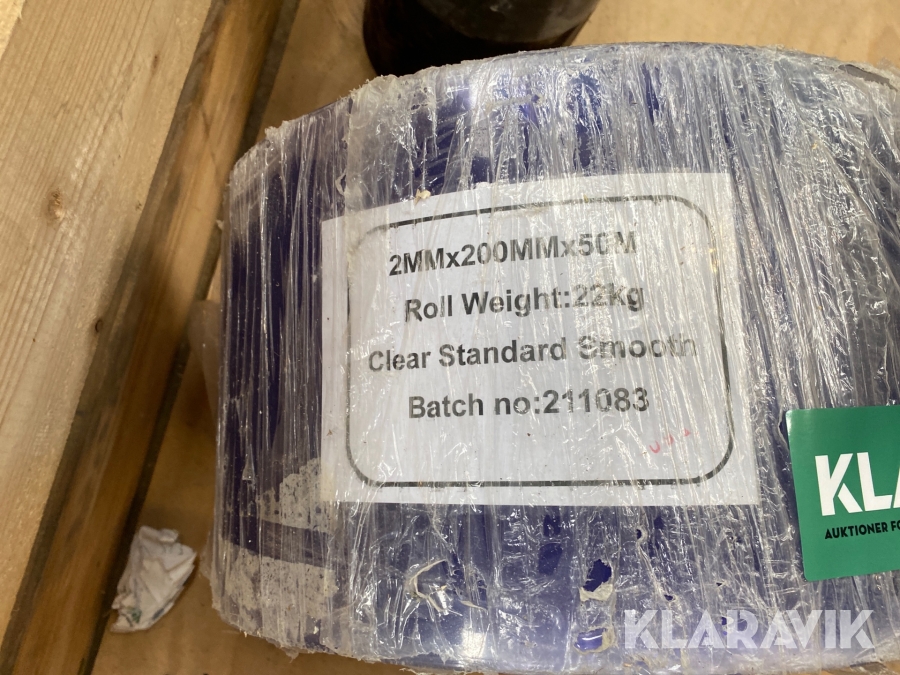 2MMx200MMx50M
Roll Weight:22kg
Clear Standard Smooth
Batch no:211083
KLA
AUKTIONER FÖ
KLARAVIK